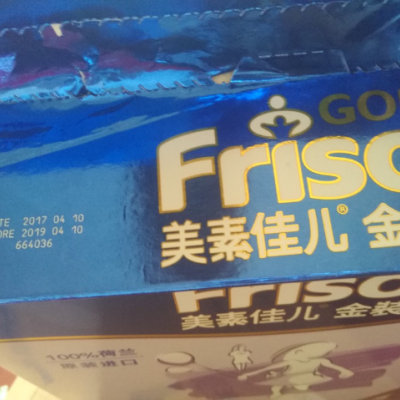 GO
Friso
美素佳儿® 金
TE 2017 04 10
ORE 2019 04 10
664036
Friso
美素佳儿 金装
100%荷兰
原装进口